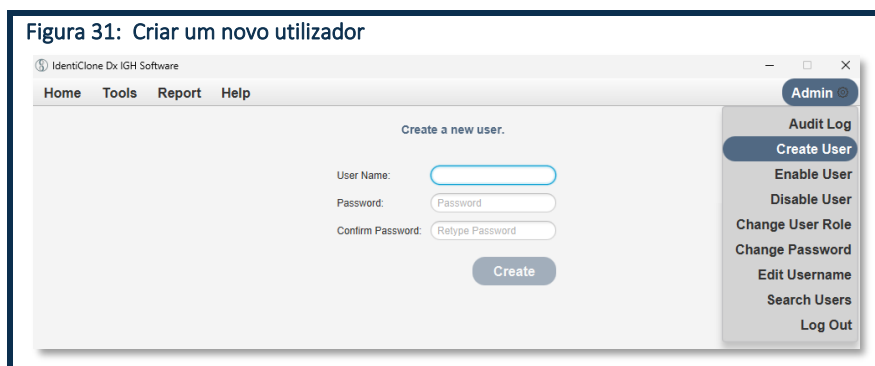 Figura 31: Criar um novo utilizador
IdentiClone Dx IGH Software
Home Tools Report Help Admin
Create a new user.
User Name:
Password: Password
Confirm Password: Retype Password
Create
Audit Log
Create User
Enable User
Disable User
Change User Role
Change Password
Edit Username
Search Users
Log Out